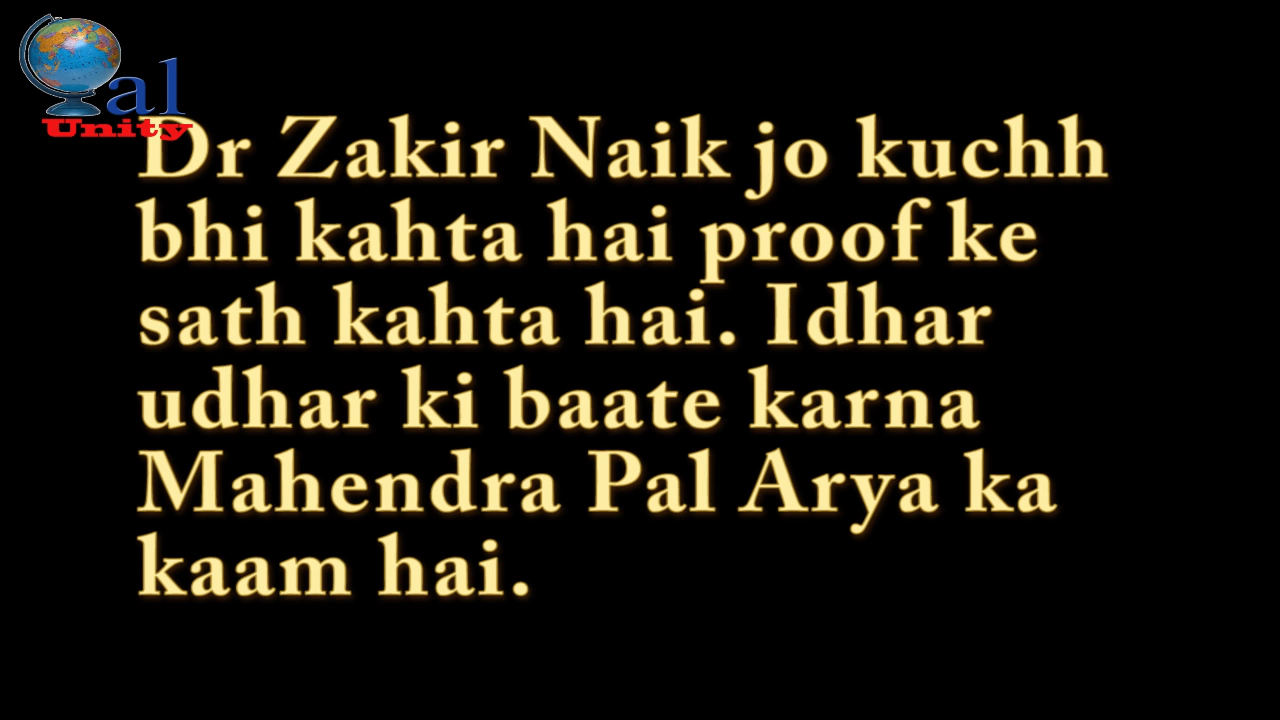 al
Unity
Dr Zakir Naik jo kuchh
bhi kahta hai proof ke
sath kahta hai. Idhar
udhar ki baate karna
Mahendra Pal Arya ka
kaam hai.